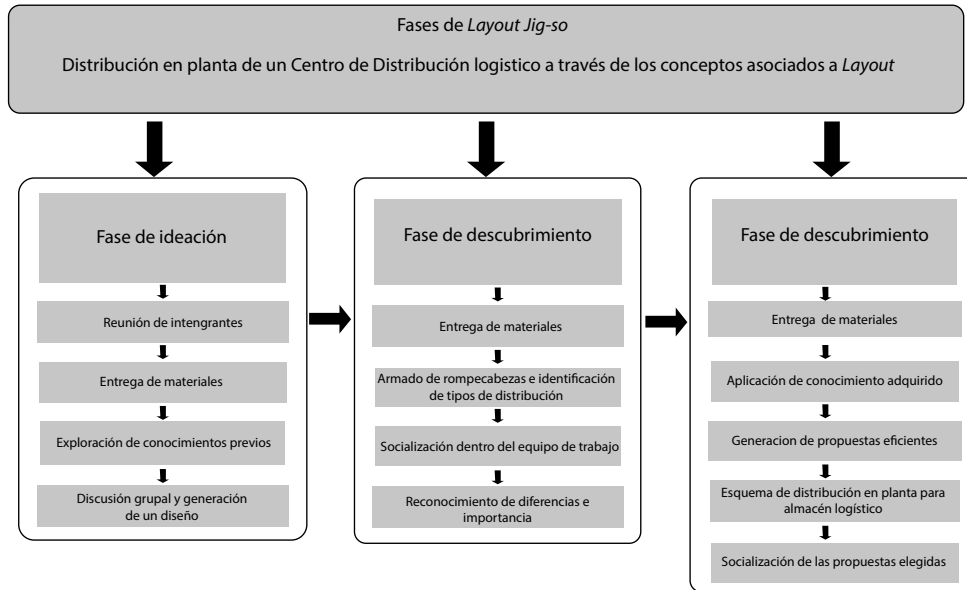 Fases de Layout Jig-so
Distribución en planta de un Centro de Distribución logistico a través de los conceptos asociados a Layout
Fase de ideación
Reunión de intengrantes
Entrega de materiales
Exploración de conocimientos previos
Discusión grupal y generación
de un diseño
Fase de descubrimiento
Entrega de materiales
Armado de rompecabezas e identificación
de tipos de distribución
Socialización dentro del equipo de trabajo
Reconocimiento de diferencias e
importancia
Fase de descubrimiento
Entrega de materiales
Aplicación de conocimiento adquirido
Generacion de propuestas eficientes
Esquema de distribución en planta para
almacén logístico
Socialización de las propuestas elegidas